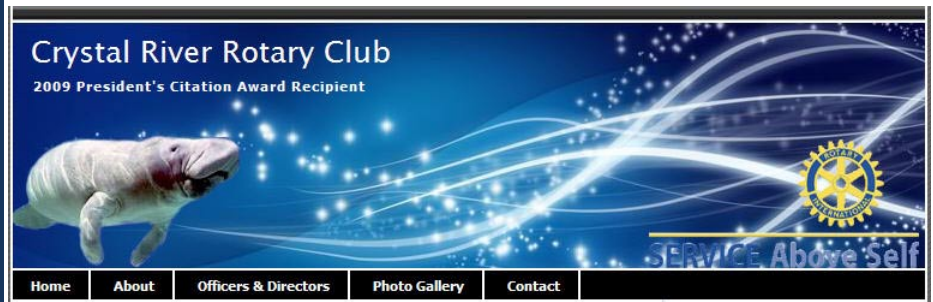 Crystal River Rotary Club
2009 President's Citation Award Recipient
ROTARY
INTERNATIONAL
SERVICE Above Self
Home About Officers & Directors Photo Gallery Contact